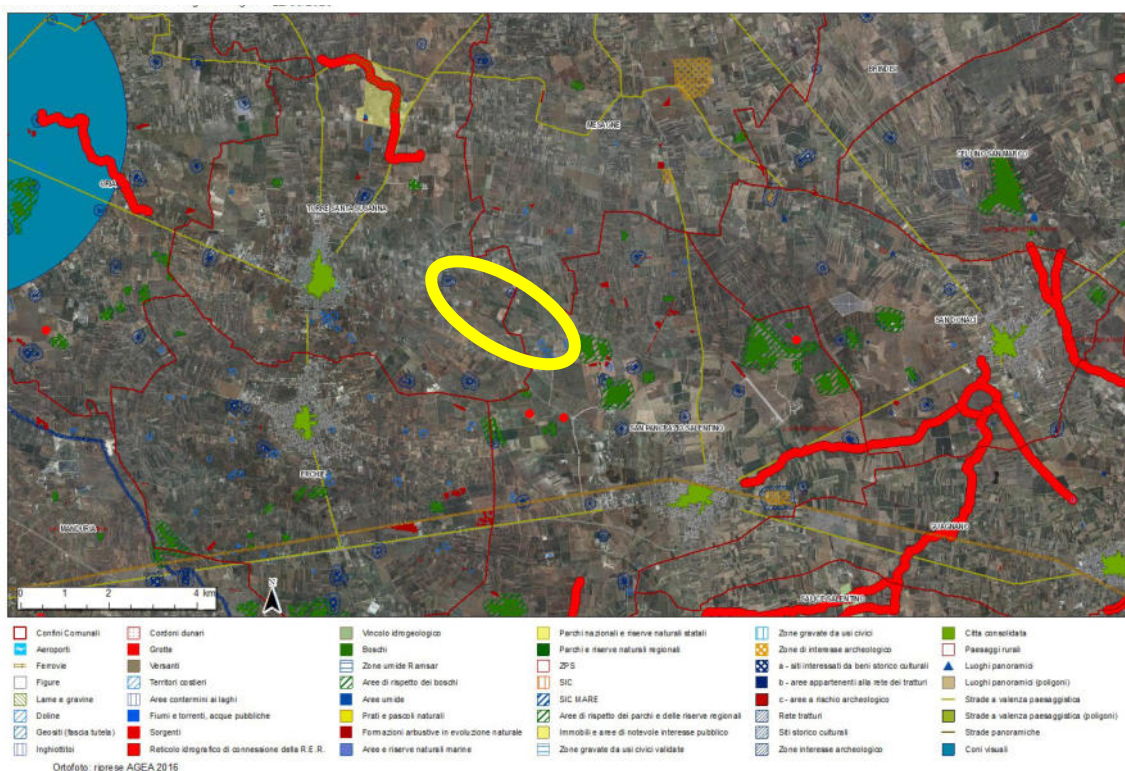 BRINDISI
MESAGNE
CELLINO SAN MARCO
ORIA
TORRE SANTA SUSANNA
SAN DONACI
SAN PANCRAZIO SALENTINO
ERCHIE
MANDURIA
GUAGNANO
SALICE SALENTINO
0 1 2 4 km
Confini Comunali
Aeroporti
Ferrovie
Figure
Lame e gravine
Doline
Geositi (fascia tutela)
Inghiottitoi
Cordoni dunari
Grotte
Versanti
Territori costieri
Aree contermini ai laghi
Fiumi e torrenti, acque pubbliche
Sorgenti
Reticolo idrografico di connessione della R.E.R.
Vincolo idrogeologico
Boschi
Zone umide Ramsar
Aree di rispetto dei boschi
Aree umide
Prati e pascoli naturali
Formazioni arbustive in evoluzione naturale
Aree e riserve naturali marine
Parchi nazionali e riserve naturali statali
Parchi e riserve naturali regionali
ZPS
SIC
SIC MARE
Aree di rispetto dei parchi e delle riserve regionali
Immobili e aree di notevole interesse pubblico
Zone gravate da usi civici validate
Zone gravate da usi civici
Zone di interesse archeologico
a - siti interessati da beni storico culturali
b - aree appartenenti alla rete dei tratturi
c - aree a rischio archeologico
Rete tratturi
Siti storico culturali
Zone interesse archeologico
Citta consolidata
Paesaggi rurali
Luoghi panoramici
Luoghi panoramici (poligoni)
Strade a valenza paesaggistica
Strade a valenza paesaggistica (poligoni)
Strade panoramiche
Coni visuali
Ortofoto: riprese AGEA 2016